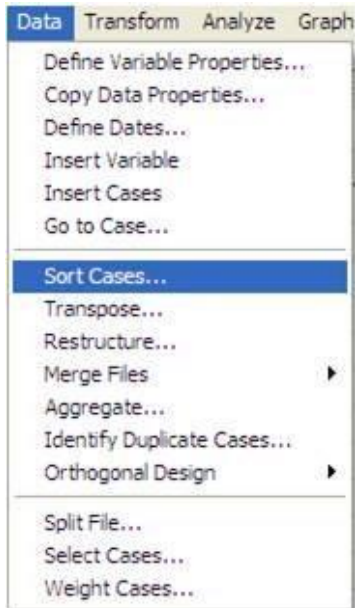 Data Transform Analyze Graph
Define Variable Properties...
Copy Data Properties...
Define Dates...
Insert Variable
Insert Cases
Go to Case...
Sort Cases...
Transpose...
Restructure...
Merge Files
Aggregate...
Identify Duplicate Cases...
Orthogonal Design
Split File...
Select Cases...
Weight Cases...